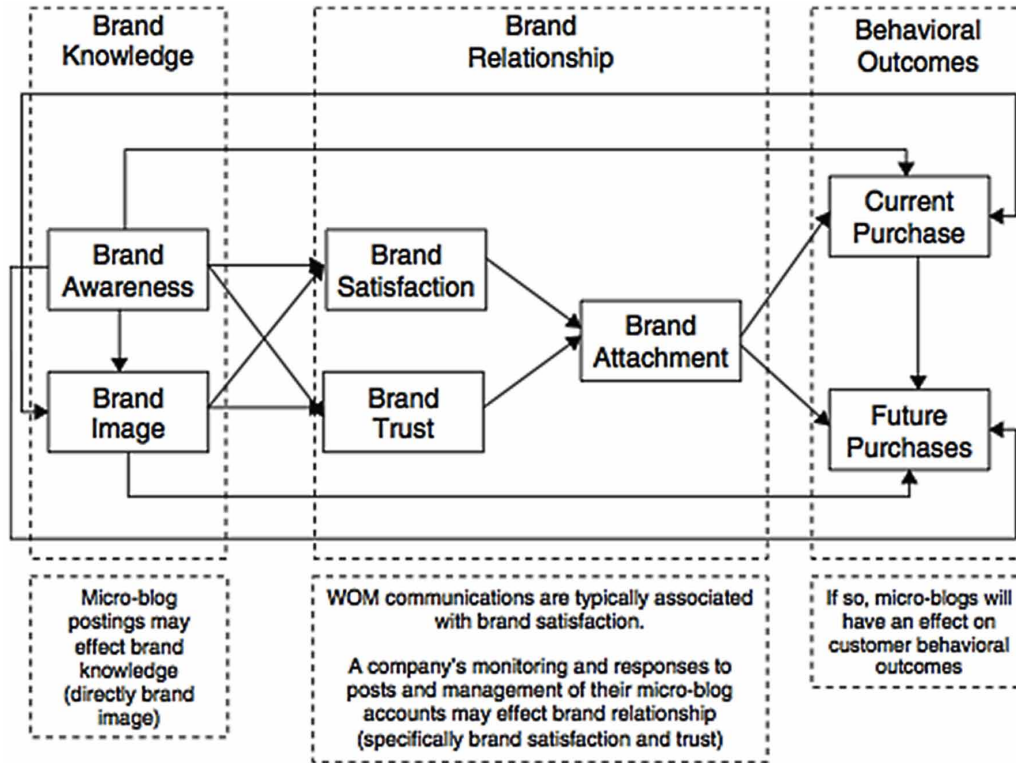 Brand
Knowledge
Brand
Relationship
Behavioral
Outcomes
Brand
Awareness
Brand
Image
Brand
Satisfaction
Brand
Trust
Brand
Attachment
Current
Purchase
Future
Purchases
Micro-blog
postings may
effect brand
knowledge
(directly brand
image)
WOM communications are typically associated
with brand satisfaction.
A company's monitoring and responses to
posts and management of their micro-blog
accounts may effect brand relationship
(specifically brand satisfaction and trust)
If so, micro-blogs will
have an effect on
customer behavioral
outcomes